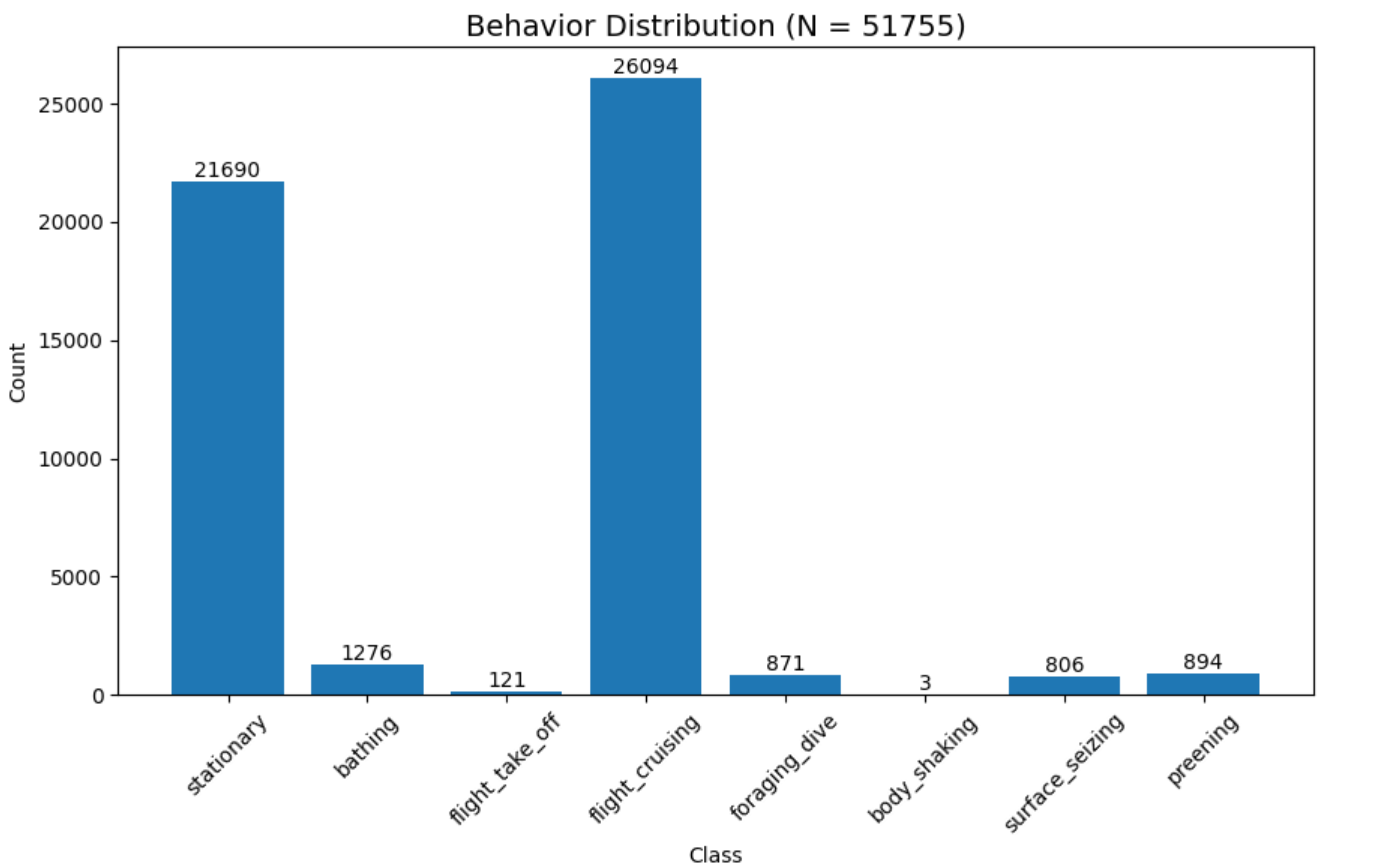 Behavior Distribution (N = 51755)
26094
25000
21690
20000
15000
Count
10000
5000
1276
121
871
3
806
894
0
stationary
bathing
flight_take_off
flight_cruising
foraging_dive
body_shaking
surface_seizing
preening
Class